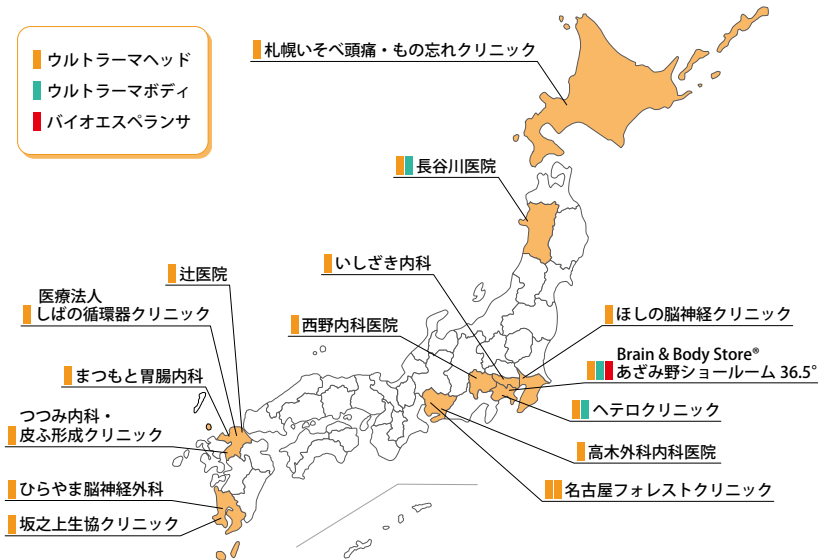 ウルトラーマヘッド
ウルトラーマボディ
バイオエスペランサ
札幌いそべ頭痛・もの忘れクリニック
長谷川医院
いしざき内科
辻医院
医療法人
しばの循環器クリニック
西野内科医院
ほしの脳神経クリニック
Brain & Body Store®
あざみ野ショールーム 36.5°
まつもと胃腸内科
ヘテロクリニック
つつみ内科・
皮ふ形成クリニック
高木外科内科医院
名古屋フォレストクリニック
ひらやま脳神経外科
坂之上生協クリニック